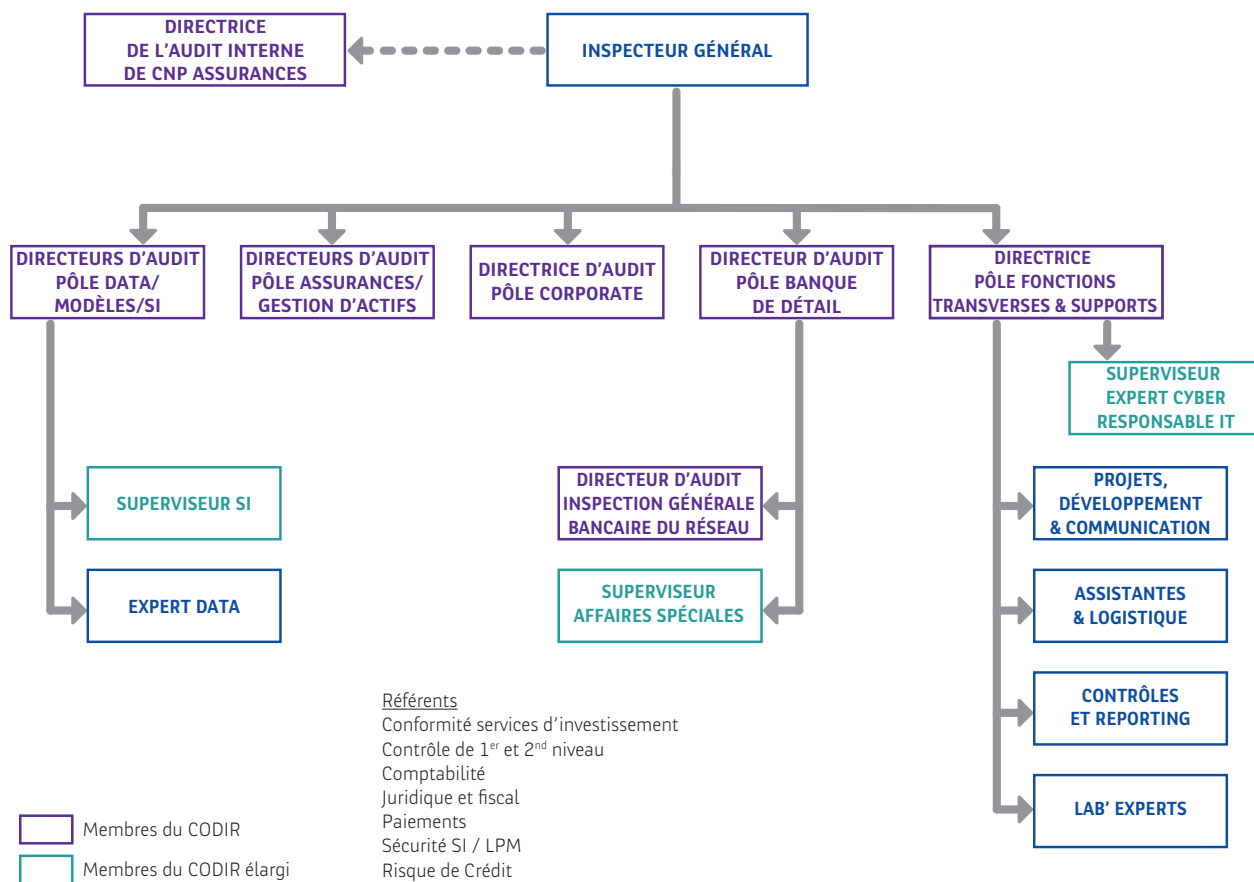 DIRECTRICE
DE L'AUDIT INTERNE
DE CNP ASSURANCES
INSPECTEUR GÉNÉRAL
DIRECTEURS D'AUDIT
PÔLE DATA/
MODÈLES/SI
DIRECTEURS D'AUDIT
PÔLE ASSURANCES/
GESTION D'ACTIFS
DIRECTRICE D'AUDIT
PÔLE CORPORATE
DIRECTEUR D'AUDIT
PÔLE BANQUE
DE DÉTAIL
DIRECTRICE
PÔLE FONCTIONS
TRANSVERSES & SUPPORTS
SUPERVISEUR
EXPERT CYBER
RESPONSABLE IT
SUPERVISEUR SI
EXPERT DATA
DIRECTEUR D'AUDIT
INSPECTION GÉNÉRALE
BANCAIRE DU RÉSEAU
SUPERVISEUR
AFFAIRES SPÉCIALES
PROJETS,
DÉVELOPPEMENT
& COMMUNICATION
ASSISTANTES
& LOGISTIQUE
CONTRÔLES
ET REPORTING
LAB' EXPERTS
Référents
Conformité services d'investissement
Contrôle de 1er et 2nd niveau
Comptabilité
Juridique et fiscal
Paiements
Sécurité SI / LPM
Risque de Crédit
Membres du CODIR
Membres du CODIR élargi